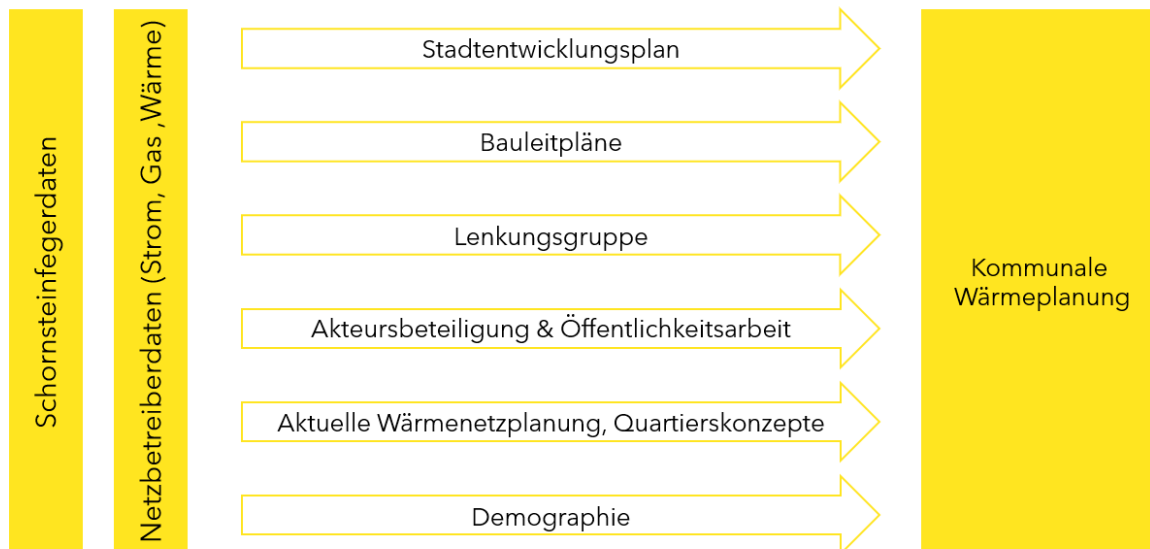 Schornsteinfegerdaten
Netzbetreiberdaten (Strom, Gas ,Wärme)
Stadtentwicklungsplan
Bauleitpläne
Lenkungsgruppe
Akteursbeteiligung & Öffentlichkeitsarbeit
Aktuelle Wärmenetzplanung, Quartierskonzepte
Demographie
Kommunale
Wärmeplanung